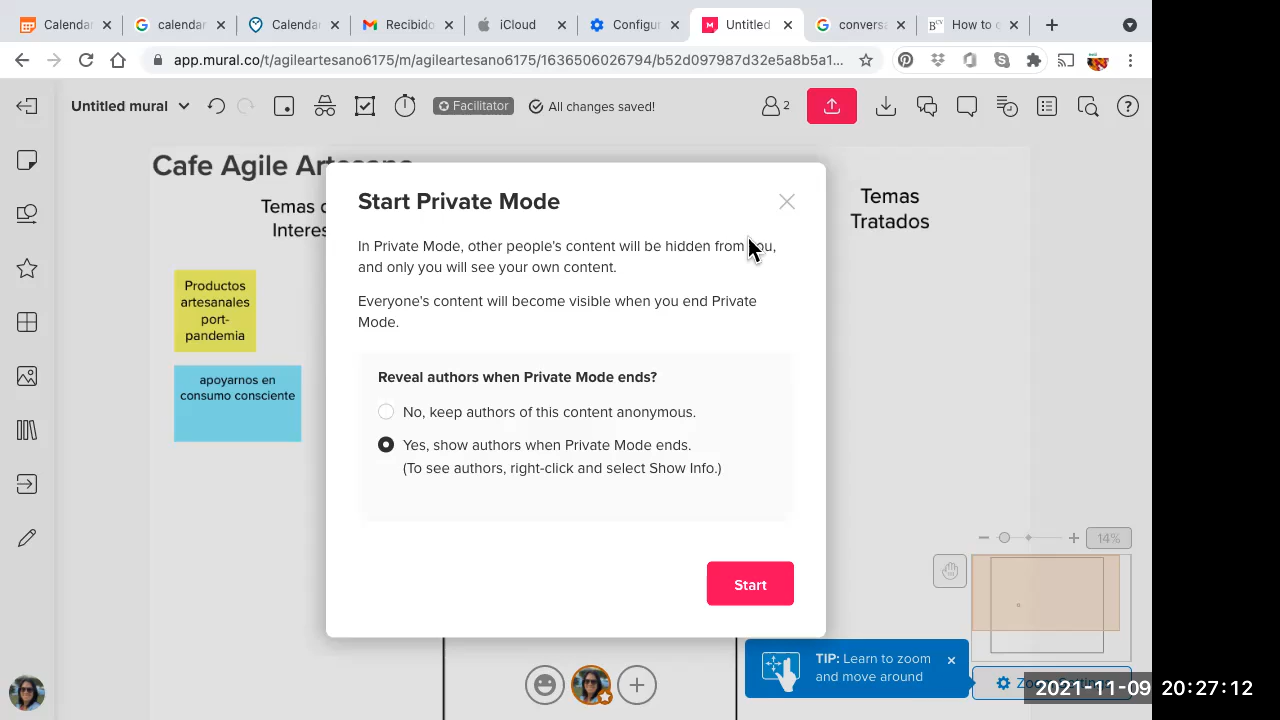 Calendar
calendar
Calendar
Recibido
iCloud
Configur
Untitled
conversa
How to c
app.mural.co/t/agileartesano6175/m/agileartesano6175/1636506026794/b52d097987d32e5a8b5a1...
Untitled mural
Facilitator
All changes saved!
2
Cafe Agile Artesano
Temas
Interes
Temas
Tratados
Productos
artesanales
port-
pandemia
apoyarnos en
consumo consciente
Start Private Mode
In Private Mode, other people's content will be hidden from you,
and only you will see your own content.
Everyone's content will become visible when you end Private
Mode.
Reveal authors when Private Mode ends?
No, keep authors of this content anonymous.
Yes, show authors when Private Mode ends.
(To see authors, right-click and select Show Info.)
Start
14%
TIP: Learn to zoom
and move around
2021-11-09 20:27:12